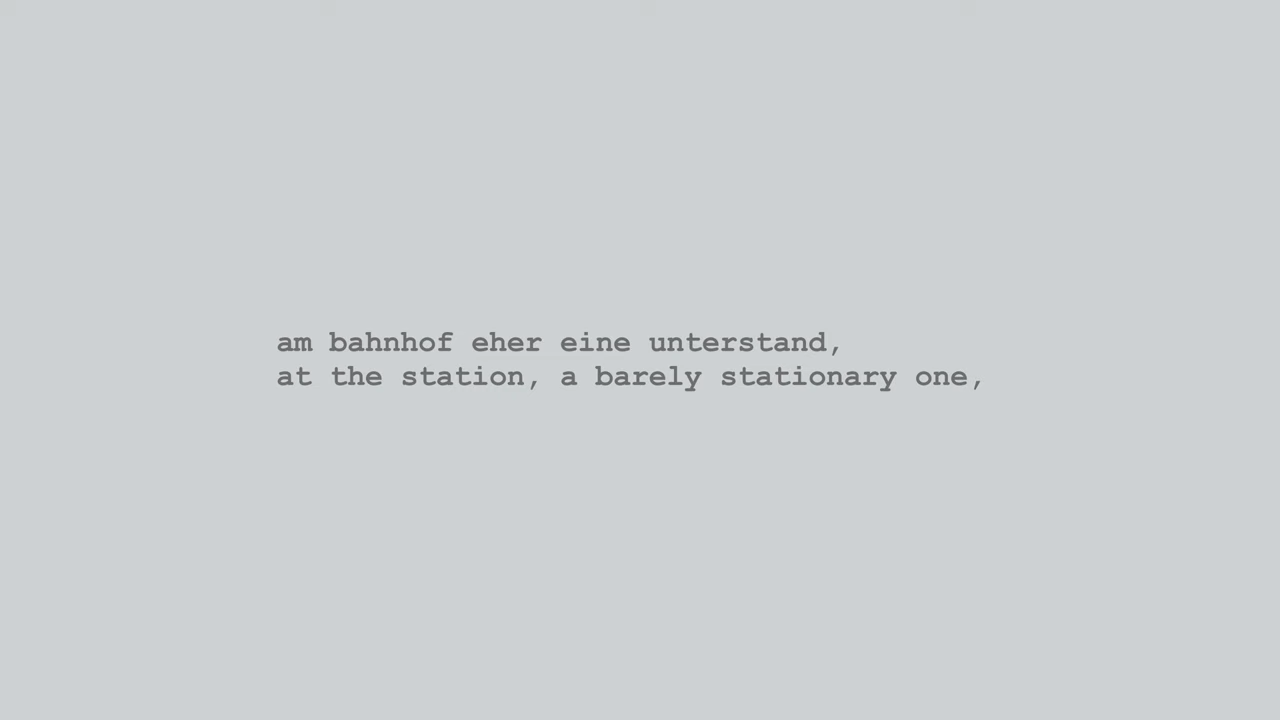 am bahnhof eher eine unterstand,
at the station, a barely stationary one,